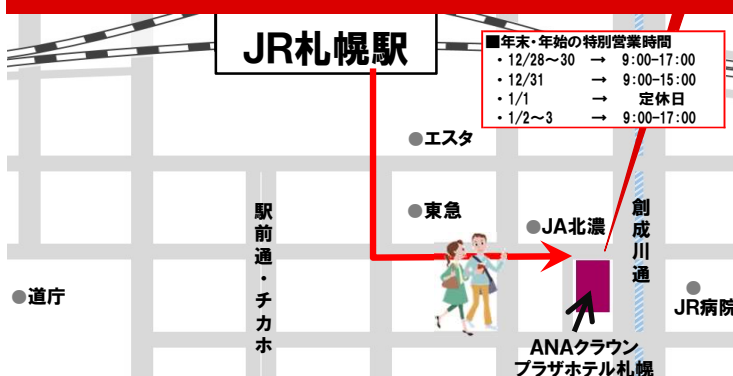 JR札幌駅
■年末・年始の特別営業時間
・12/28～30 → 9:00-17:00
・12/31 → 9:00-15:00
・1/1 → 定休日
・1/2～3 → 9:00-17:00
●エスタ
●東急
●JA北濃
創成川通
駅前通・チカホ
●道庁
●
JR病院
ANAクラウン
プラザホテル札幌